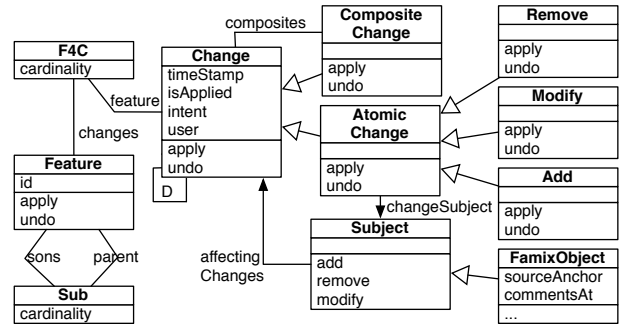 F4C
cardinality
feature
changes
Feature
id
apply
undo
sons
parent
Sub
cardinality
Change
timeStamp
isApplied
intent
user
apply
undo
D
composites
Composite
Change
apply
undo
Atomic
Change
apply
undo
changeSubject
affecting
Changes
Subject
add
remove
modify
Remove
apply
undo
Modify
apply
undo
Add
apply
undo
FamixObject
sourceAnchor
commentsAt
...